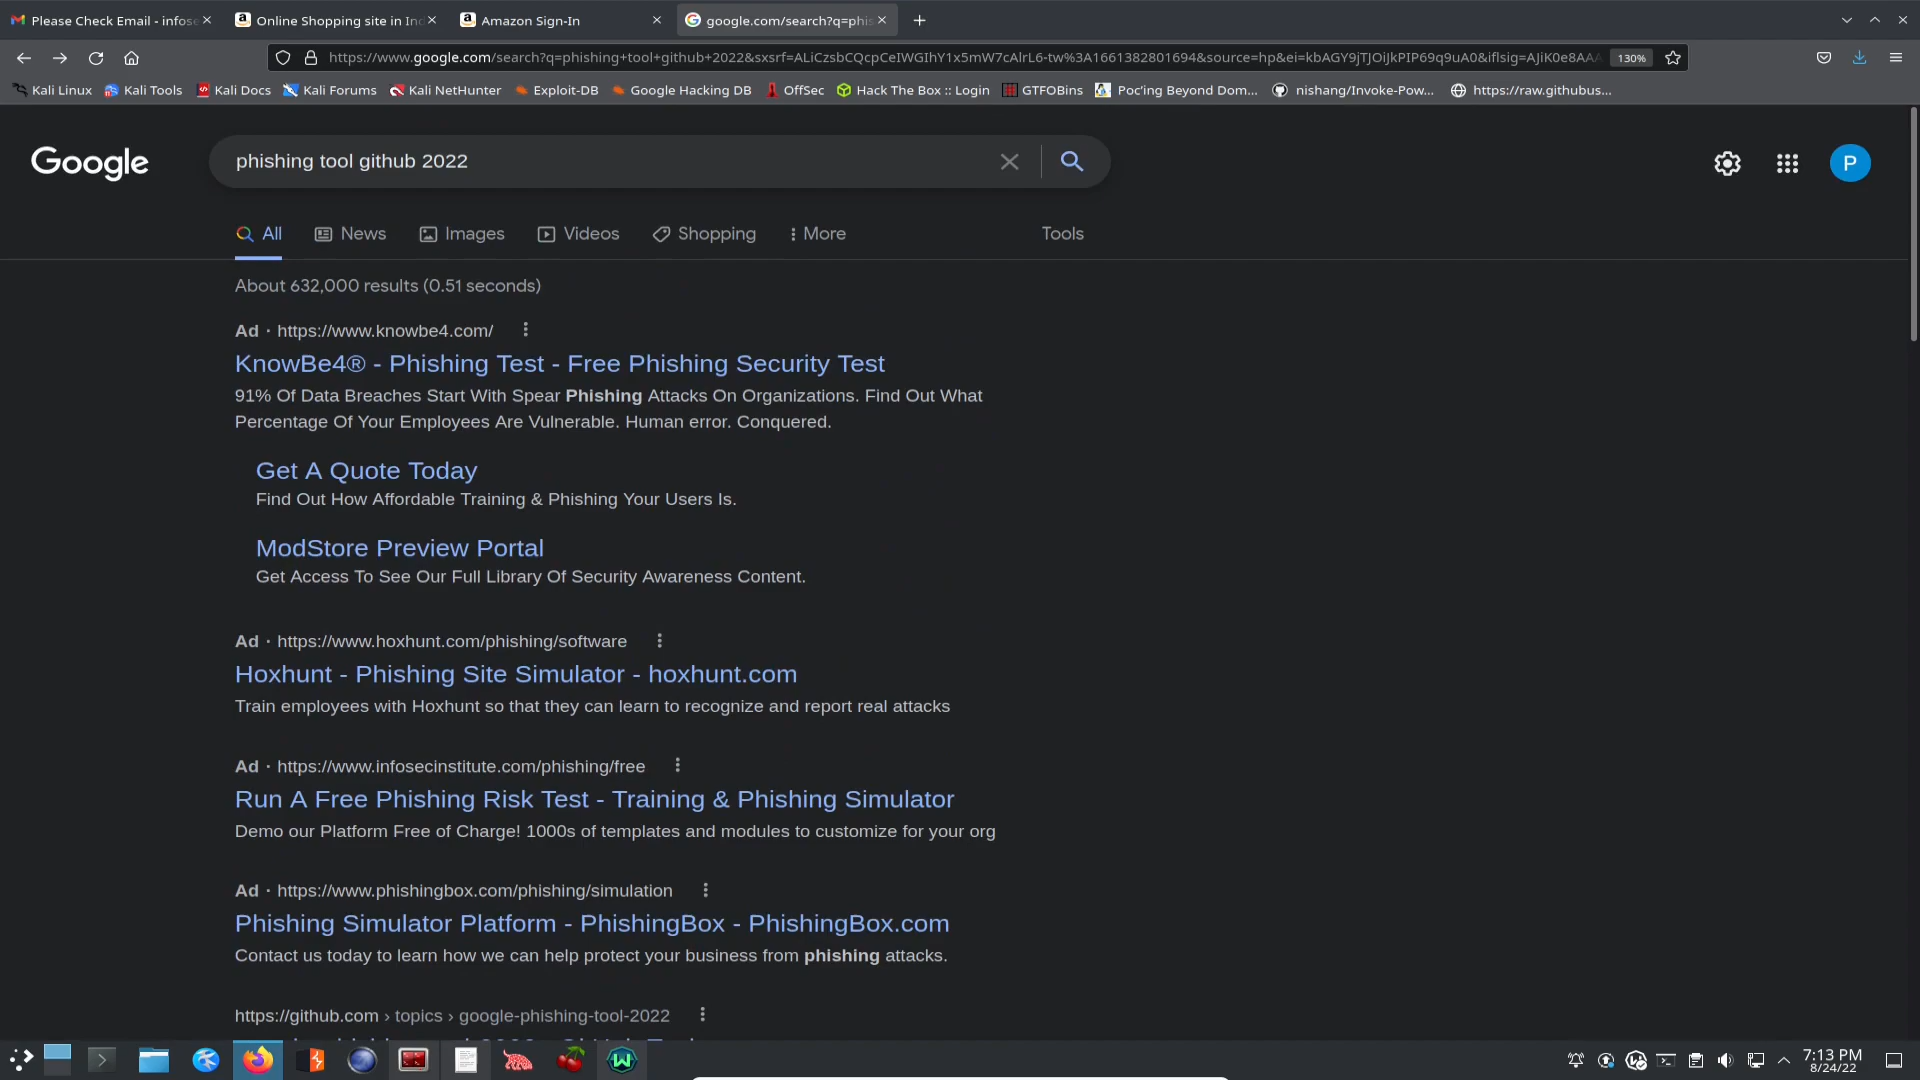 Please Check Email - infose
Online Shopping site in Ind
Amazon Sign-In
google.com/search?q=phis
https://www.google.com/search?q=phishing+tool+github+2022&sxsrf=ALiCzsbCQcpCeIWGIhY1x5mW7cAlrL6-tw%3A1661382801694&source=hp&ei=kbAGY9jTJOiJkPIP69q9uA0&iflsig=AJiK0e8AAA
130%
Kali Linux
Kali Tools
Kali Docs
Kali Forums
Kali NetHunter
Exploit-DB
Google Hacking DB
OffSec
Hack The Box :: Login
GTFOBins
Poc'ing Beyond Dom...
nishang/Invoke-Pow...
https://raw.githubus...
Google
phishing tool github 2022
P
All
News
Images
Videos
Shopping
More
Tools
About 632,000 results (0.51 seconds)
Ad · https://www.knowbe4.com/
KnowBe4® - Phishing Test - Free Phishing Security Test
91% Of Data Breaches Start With Spear Phishing Attacks On Organizations. Find Out What
Percentage Of Your Employees Are Vulnerable. Human error. Conquered.
Get A Quote Today
Find Out How Affordable Training & Phishing Your Users Is.
ModStore Preview Portal
Get Access To See Our Full Library Of Security Awareness Content.
Ad · https://www.hoxhunt.com/phishing/software
Hoxhunt - Phishing Site Simulator - hoxhunt.com
Train employees with Hoxhunt so that they can learn to recognize and report real attacks
Ad · https://www.infosecinstitute.com/phishing/free
Run A Free Phishing Risk Test - Training & Phishing Simulator
Demo our Platform Free of Charge! 1000s of templates and modules to customize for your org
Ad · https://www.phishingbox.com/phishing/simulation
Phishing Simulator Platform - PhishingBox - PhishingBox.com
Contact us today to learn how we can help protect your business from phishing attacks.
https://github.com › topics › google-phishing-tool-2022
7:13 PM
8/24/22